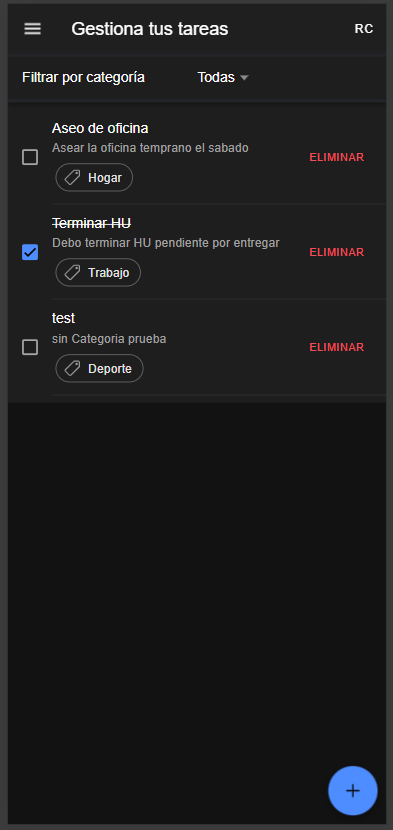 Gestiona tus tareas
RC
Filtrar por categoría
Todas
Aseo de oficina
Asear la oficina temprano el sabado
ELIMINAR
Hogar
Terminar HU
Debo terminar HU pendiente por entregar
ELIMINAR
Trabajo
test
sin Categoria prueba
ELIMINAR
Deporte